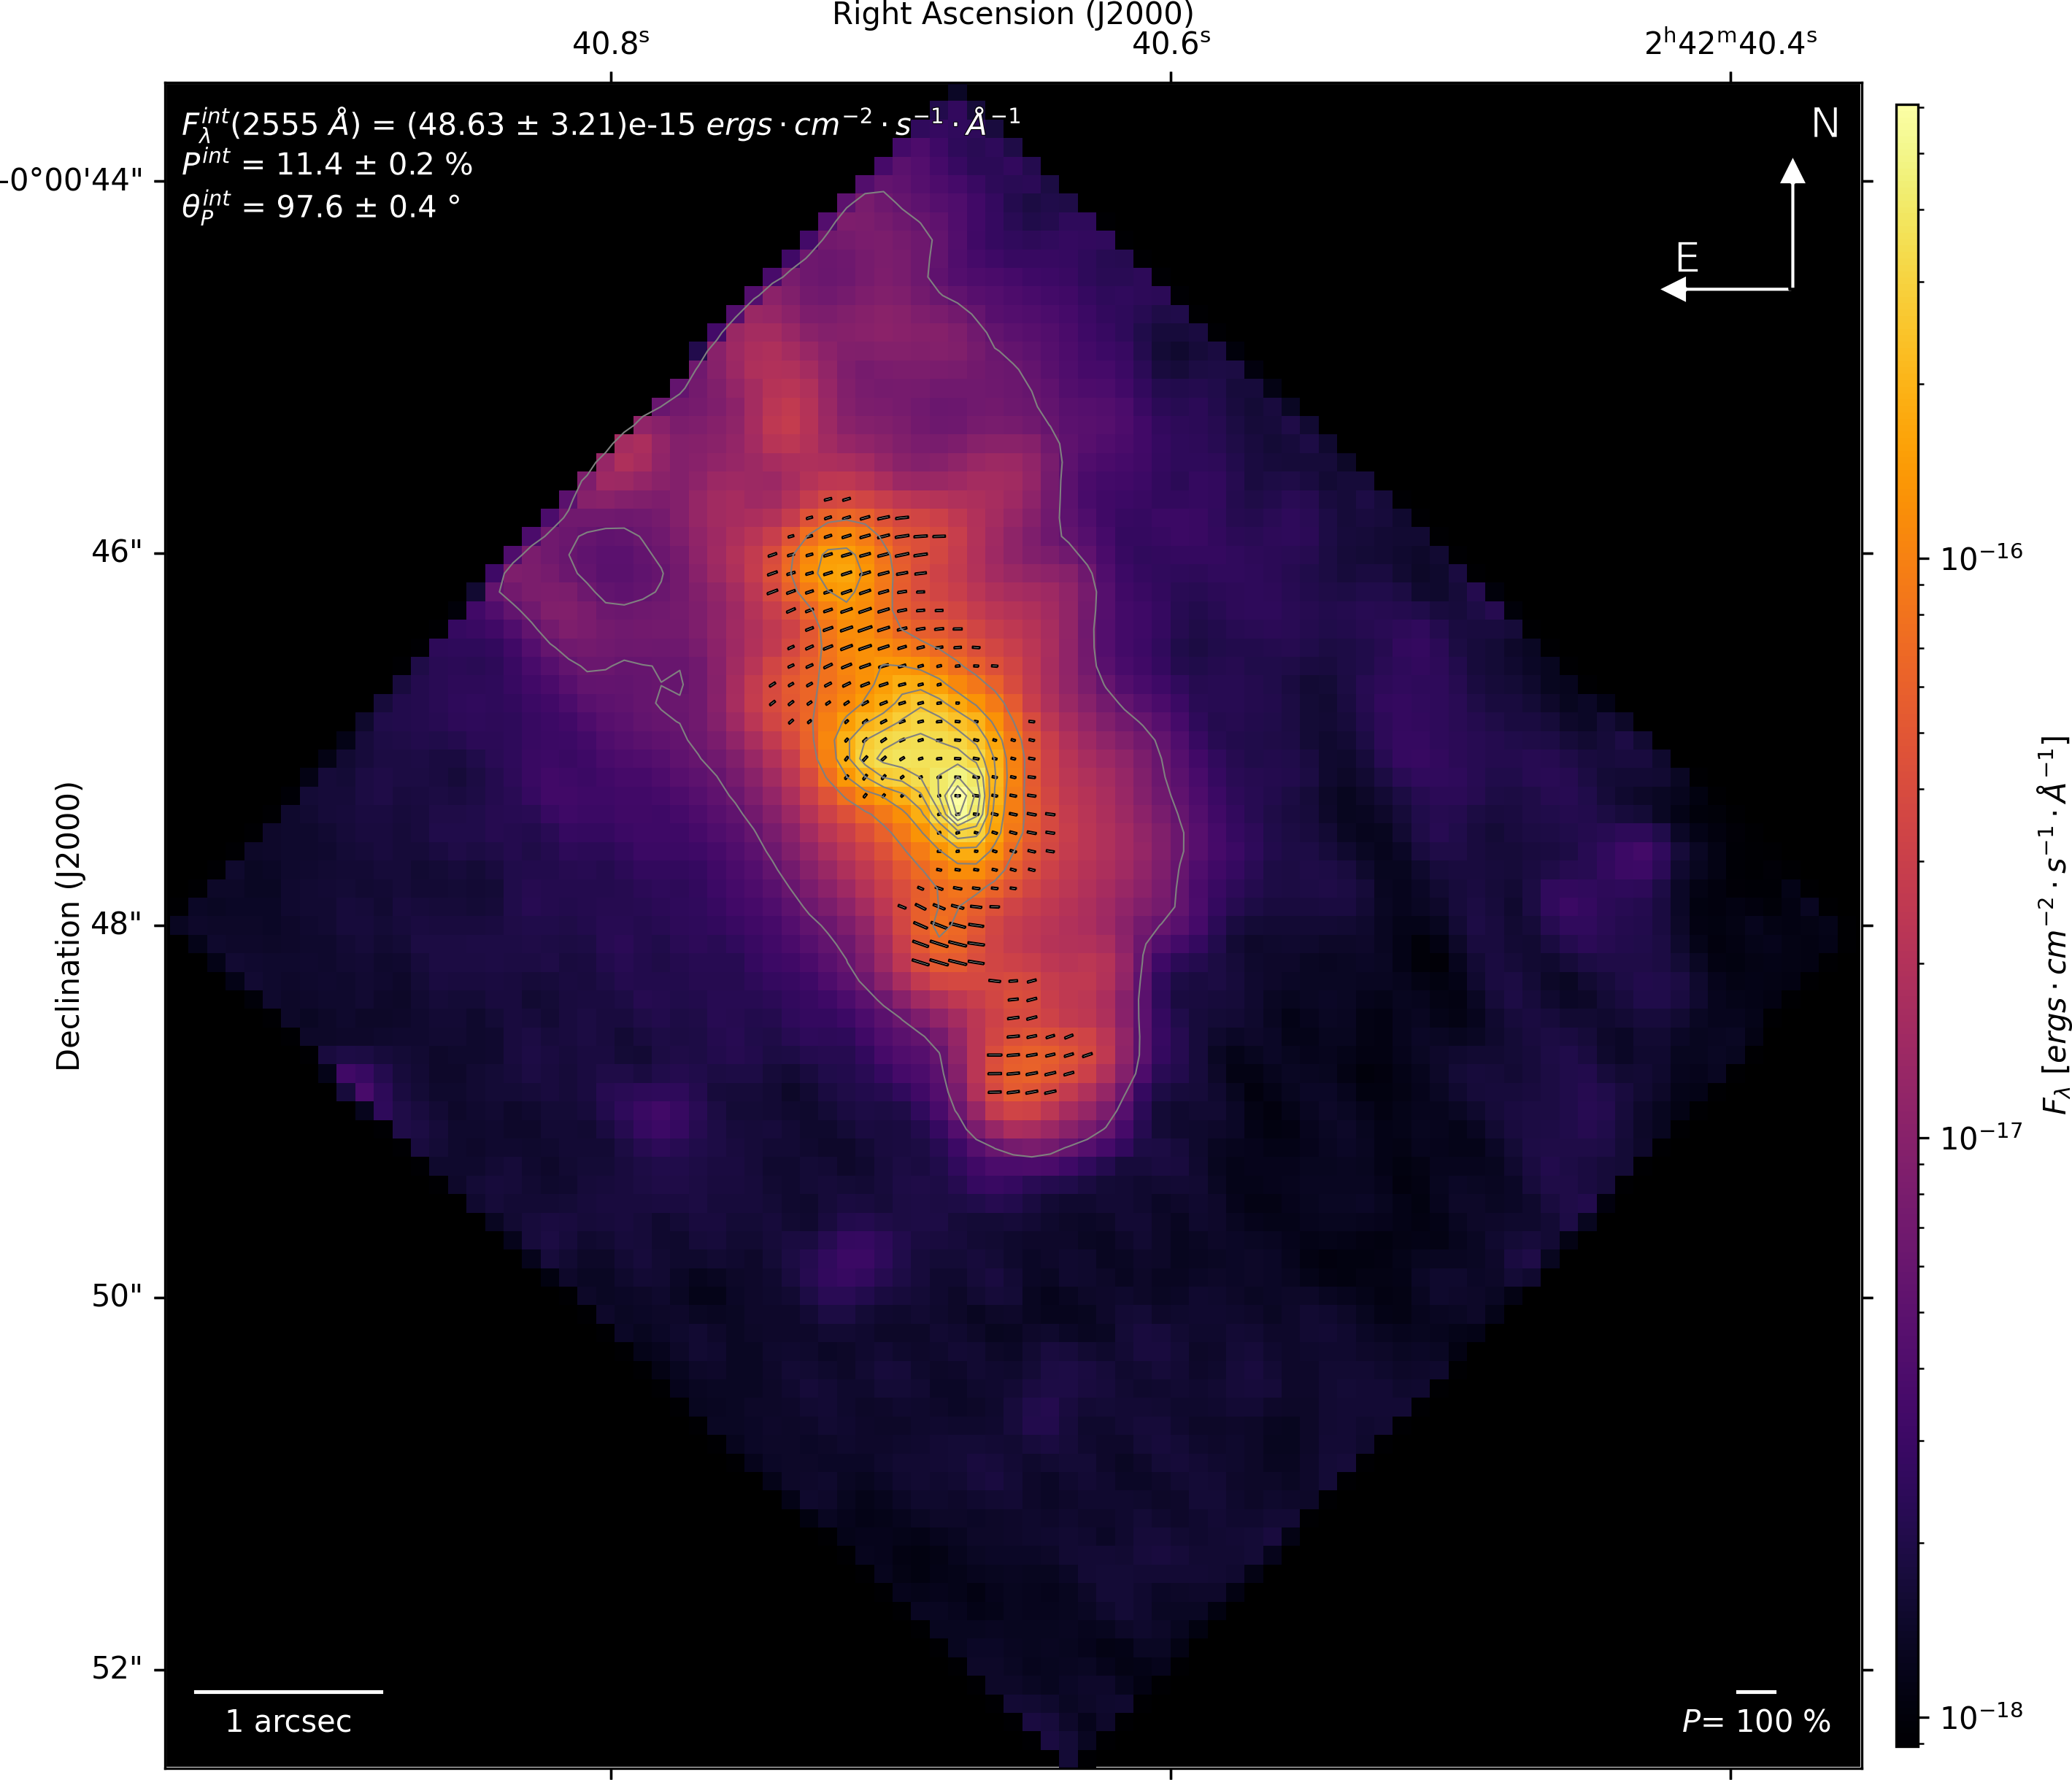 Right Ascension (J2000)
40.8ˢ 40.6ˢ 2ʰ42ᵐ40.4ˢ
F_λ^int(2555 Å) = (48.63 ± 3.21)e-15 ergs · cm⁻² · s⁻¹ · Å⁻¹
P^int = 11.4 ± 0.2 %
θ_P^int = 97.6 ± 0.4 °
N
E
-0°00'44"
46"
48"
50"
52"
Declination (J2000)
1 arcsec
P= 100 %
10⁻¹⁶
10⁻¹⁷
10⁻¹⁸
F_λ [ergs · cm⁻² · s⁻¹ · Å⁻¹]